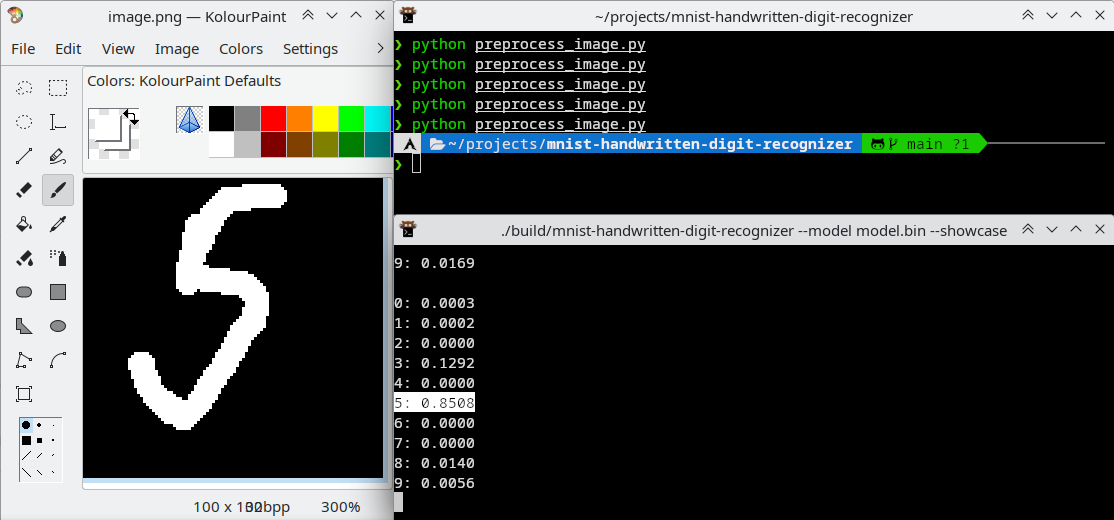 image.png — KolourPaint
File Edit View Image Colors Settings
Colors: KolourPaint Defaults
5
100 x 100
32bpp
300%
~/projects/mnist-handwritten-digit-recognizer
❯ python preprocess_image.py
❯ python preprocess_image.py
❯ python preprocess_image.py
❯ python preprocess_image.py
❯ python preprocess_image.py
~/projects/mnist-handwritten-digit-recognizer main ?1
❯
./build/mnist-handwritten-digit-recognizer --model model.bin --showcase
9: 0.0169
0: 0.0003
1: 0.0002
2: 0.0000
3: 0.1292
4: 0.0000
5: 0.8508
6: 0.0000
7: 0.0000
8: 0.0140
9: 0.0056